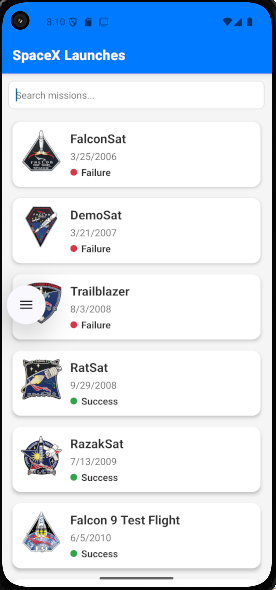 8:10
SpaceX Launches
Search missions...
FalconSat
3/25/2006
Failure
DemoSat
3/21/2007
Failure
Trailblazer
8/3/2008
Failure
RatSat
9/29/2008
Success
RazakSat
7/13/2009
Success
Falcon 9 Test Flight
6/5/2010
Success